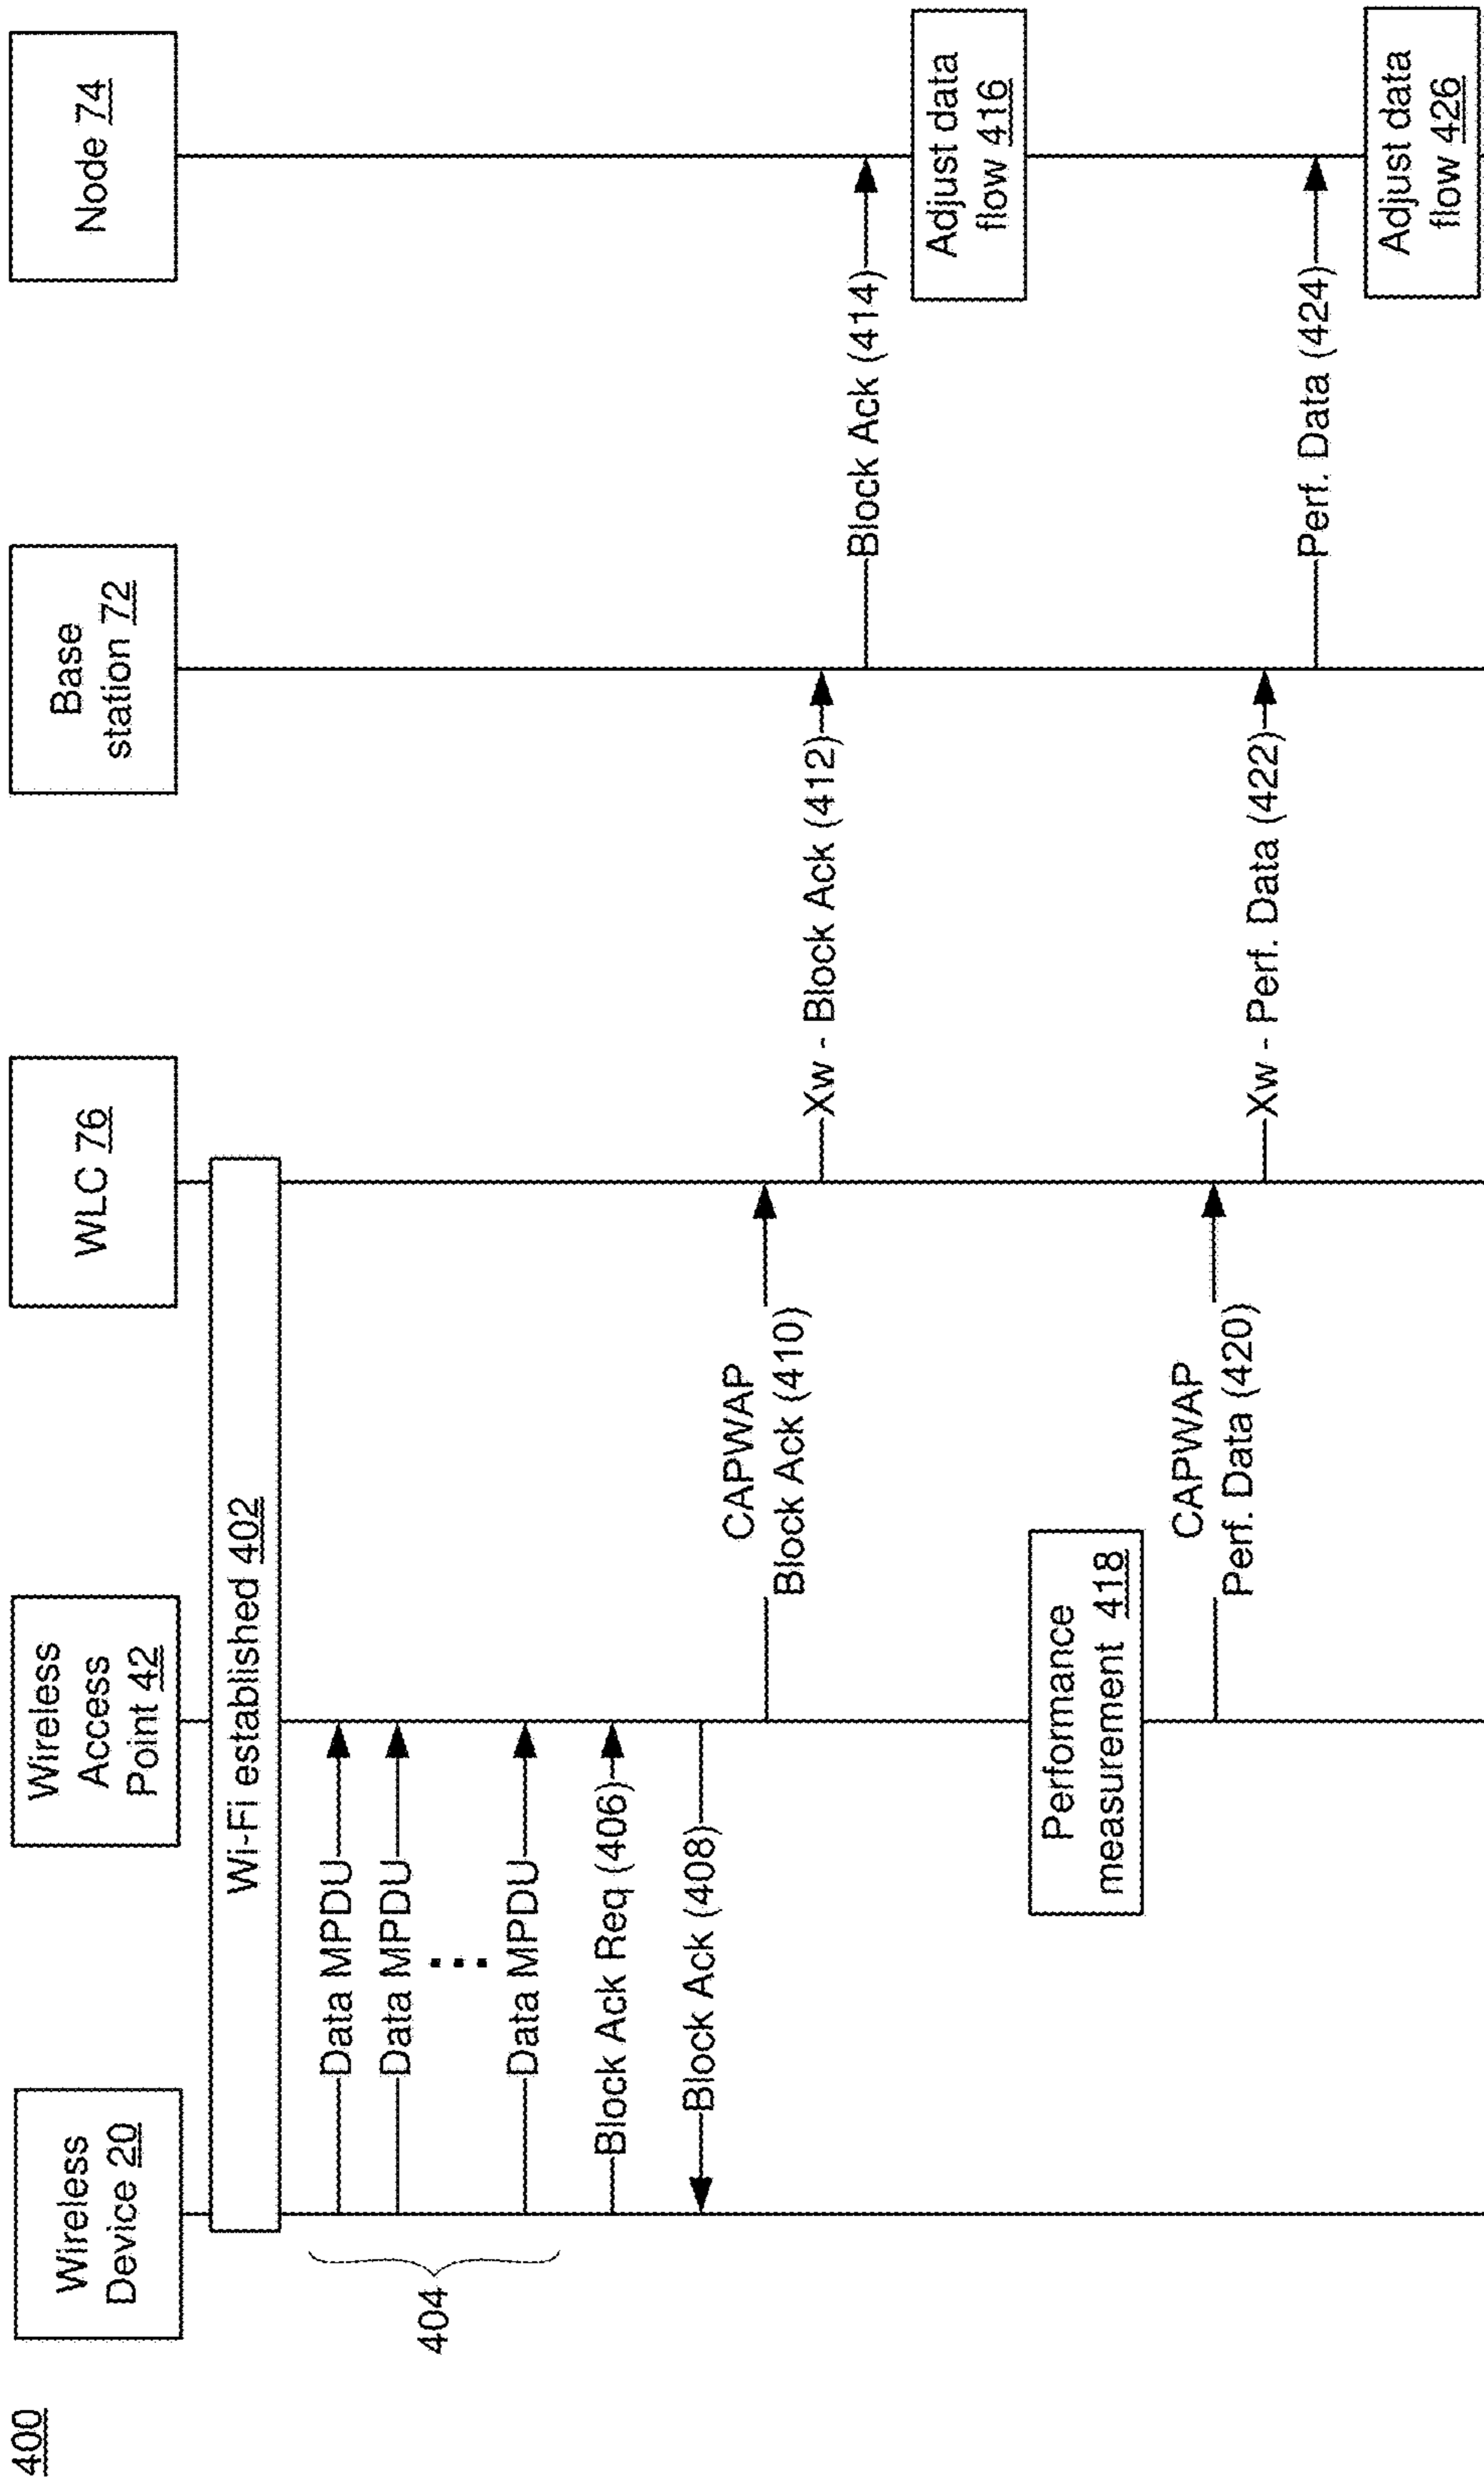 400
Wireless
Device 20
Wireless
Access
Point 42
WLC 76
Base
station 72
Node 74
Wi-Fi established 402
404
Data MPDU
Data MPDU
...
Data MPDU
Block Ack Req (406)
Block Ack (408)
CAPWAP
Block Ack (410)
Xw - Block Ack (412)
Block Ack (414)
Adjust data
flow 416
Performance
measurement 418
CAPWAP
Perf. Data (420)
Xw - Perf. Data (422)
Perf. Data (424)
Adjust data
flow 426